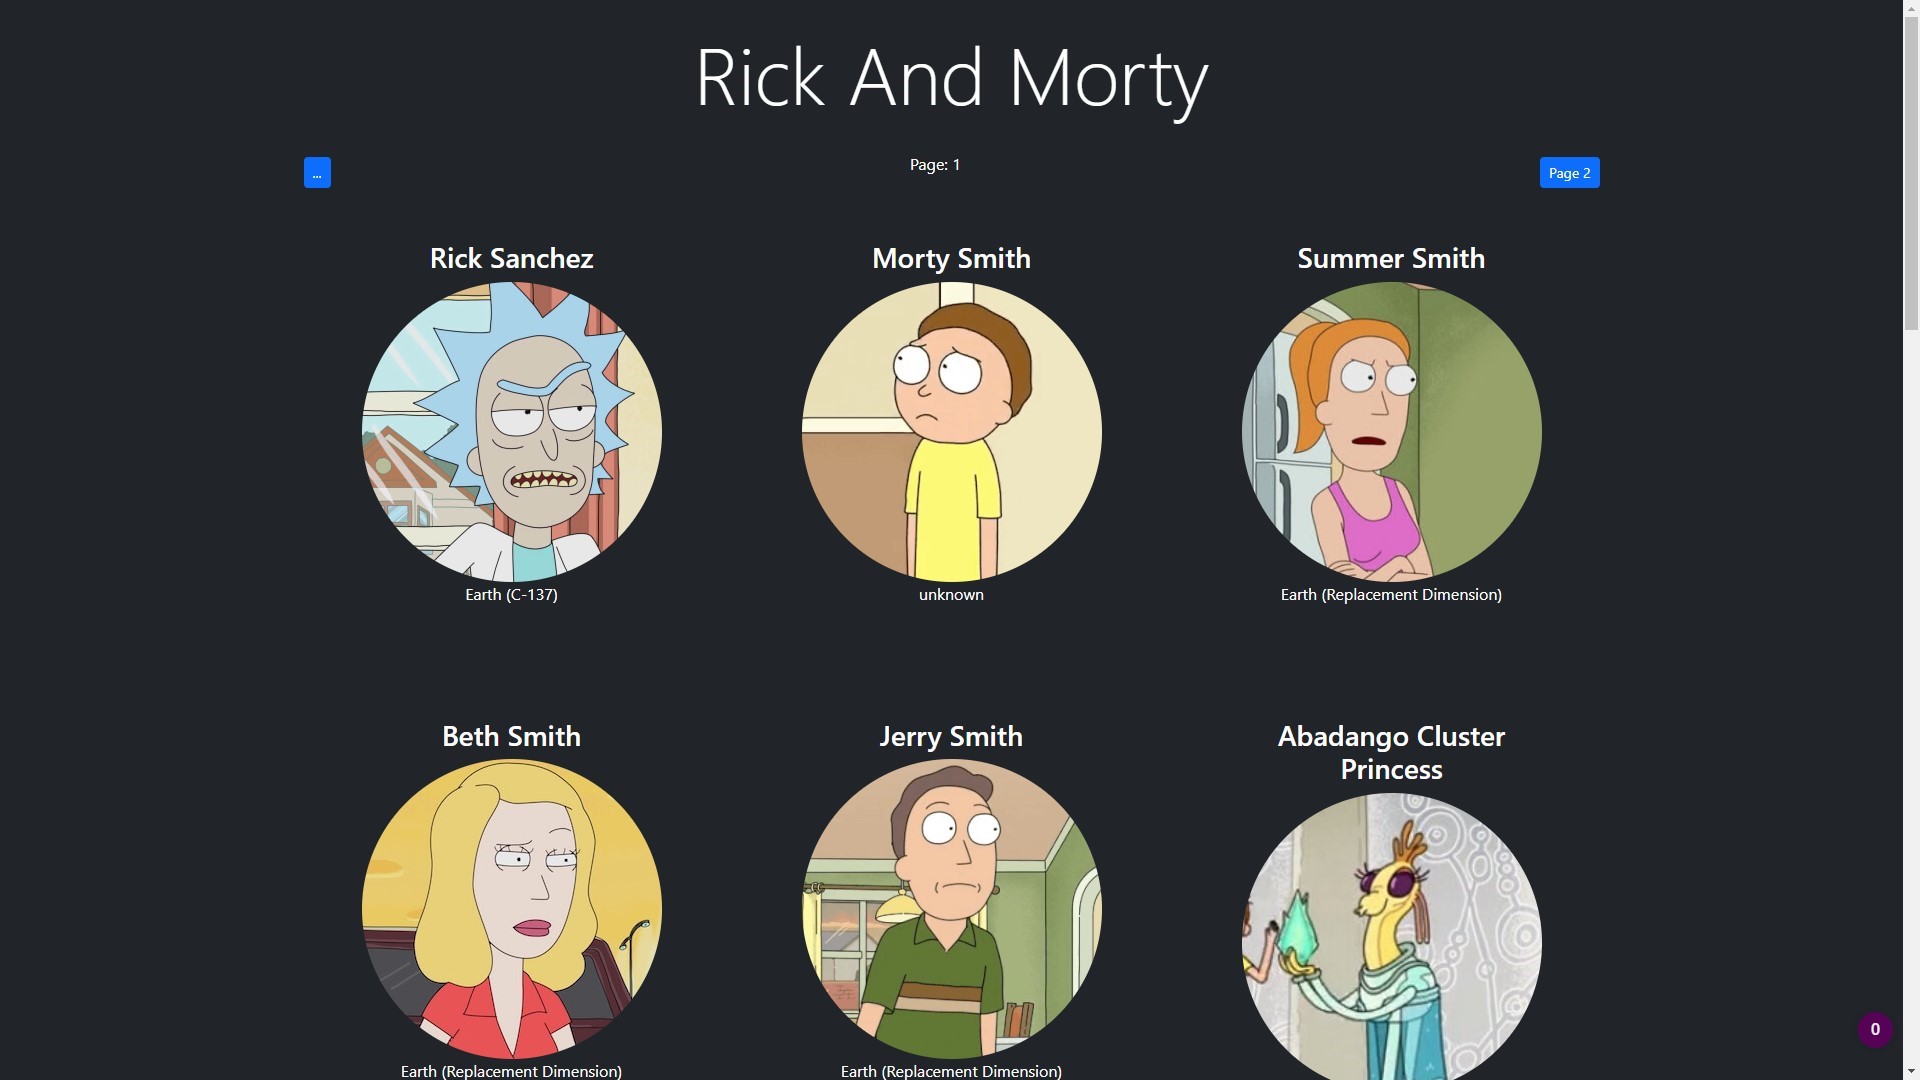 Rick And Morty
...
Page: 1
Page 2
Rick Sanchez
Morty Smith
Summer Smith
Earth (C-137)
unknown
Earth (Replacement Dimension)
Beth Smith
Jerry Smith
Abadango Cluster
Princess
Earth (Replacement Dimension)
Earth (Replacement Dimension)
0